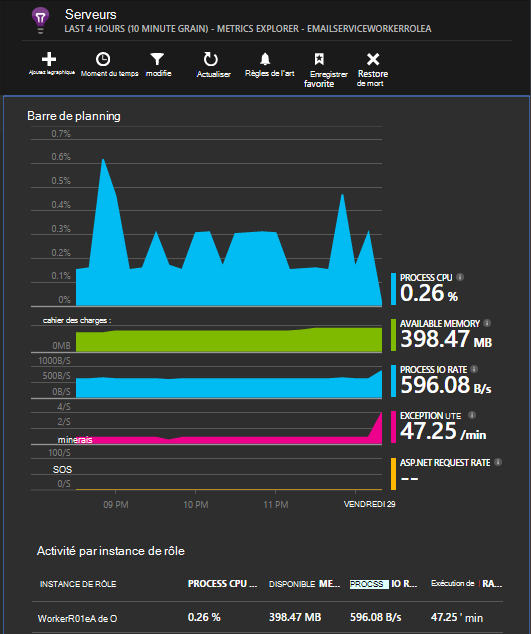 Serveurs
LAST 4 HOURS (10 MINUTE GRAIN) - METRICS EXPLORER - EMAILSERVICEWORKERROLEA
Ajoutez legraphique
Moment du temps
modifie
Actualiser
Règles de l'art
Enregistrer
favorite
Restore
de mort
Barre de planning
0.7%
0.6%
0.5%
0.4%
0.3%
0.2%
0.1%
0%
PROCESS CPU
0.26 %
cahier des charges :
0MB
AVAILABLE MEMORY
398.47 MB
1000B/S
500B/S
0B/S
PROCESS IO RATE
596.08 B/s
4/S
2/S
minerais
EXCEPTION UTE
47.25 /min
100/S
SOS
0/S
ASP.NET REQUEST RATE
--
09 PM
10 PM
11 PM
VENDREDI 29
Activité par instance de rôle
INSTANCE DE RÔLE
PROCESS CPU ...
DISPONIBLE ME...
PROCSS IO R...
Exécution de RA...
WorkerR01eA de O
0.26 %
398.47 MB
596.08 B/s
47.25 ' min